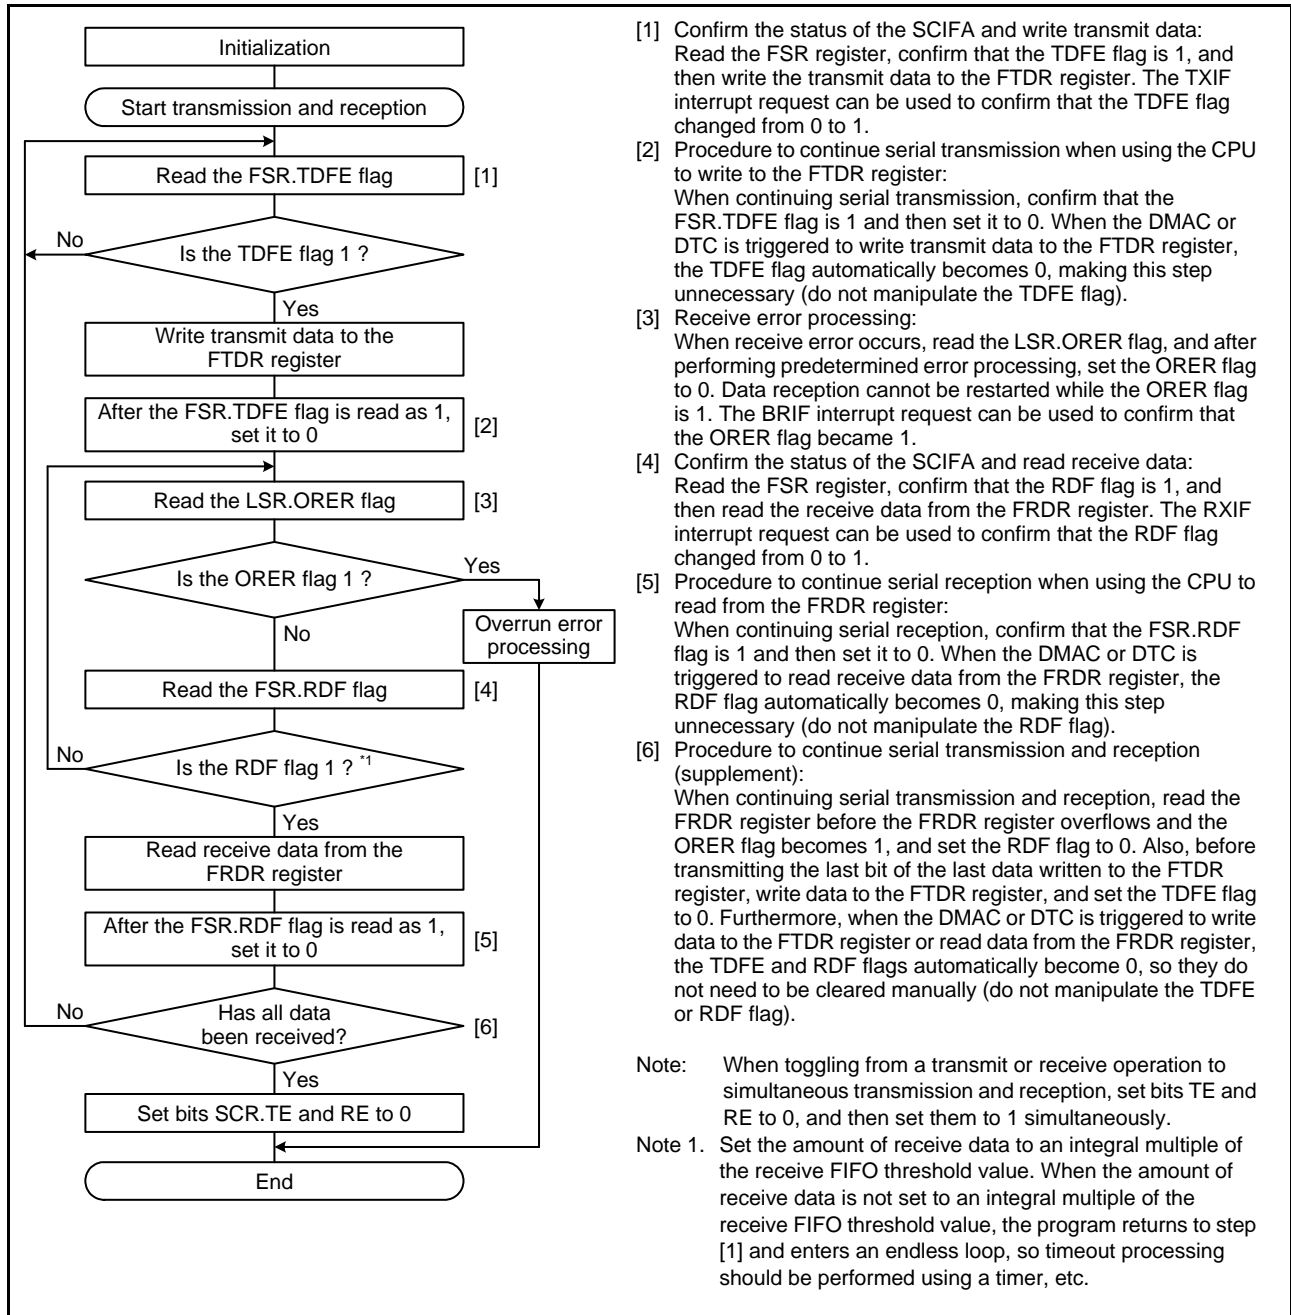 Initialization
Start transmission and reception
Read the FSR.TDFE flag
[1]
No
Is the TDFE flag 1 ?
Yes
Write transmit data to the
FTDR register
After the FSR.TDFE flag is read as 1,
set it to 0
[2]
Read the LSR.ORER flag
[3]
Is the ORER flag 1 ?
Yes
No
Overrun error
processing
Read the FSR.RDF flag
[4]
No
Is the RDF flag 1 ? *1
Yes
Read receive data from the
FRDR register
After the FSR.RDF flag is read as 1,
set it to 0
[5]
No
Has all data
been received?
[6]
Yes
Set bits SCR.TE and RE to 0
End
[1] Confirm the status of the SCIFA and write transmit data:
Read the FSR register, confirm that the TDFE flag is 1, and
then write the transmit data to the FTDR register. The TXIF
interrupt request can be used to confirm that the TDFE flag
changed from 0 to 1.
[2] Procedure to continue serial transmission when using the CPU
to write to the FTDR register:
When continuing serial transmission, confirm that the
FSR.TDFE flag is 1 and then set it to 0. When the DMAC or
DTC is triggered to write transmit data to the FTDR register,
the TDFE flag automatically becomes 0, making this step
unnecessary (do not manipulate the TDFE flag).
[3] Receive error processing:
When receive error occurs, read the LSR.ORER flag, and after
performing predetermined error processing, set the ORER flag
to 0. Data reception cannot be restarted while the ORER flag
is 1. The BRIF interrupt request can be used to confirm that
the ORER flag became 1.
[4] Confirm the status of the SCIFA and read receive data:
Read the FSR register, confirm that the RDF flag is 1, and
then read the receive data from the FRDR register. The RXIF
interrupt request can be used to confirm that the RDF flag
changed from 0 to 1.
[5] Procedure to continue serial reception when using the CPU to
read from the FRDR register:
When continuing serial reception, confirm that the FSR.RDF
flag is 1 and then set it to 0. When the DMAC or DTC is
triggered to read receive data from the FRDR register, the
RDF flag automatically becomes 0, making this step
unnecessary (do not manipulate the RDF flag).
[6] Procedure to continue serial transmission and reception
(supplement):
When continuing serial transmission and reception, read the
FRDR register before the FRDR register overflows and the
ORER flag becomes 1, and set the RDF flag to 0. Also, before
transmitting the last bit of the last data written to the FTDR
register, write data to the FTDR register, and set the TDFE flag
to 0. Furthermore, when the DMAC or DTC is triggered to write
data to the FTDR register or read data from the FRDR register,
the TDFE and RDF flags automatically become 0, so they do
not need to be cleared manually (do not manipulate the TDFE
or RDF flag).
Note: When toggling from a transmit or receive operation to
simultaneous transmission and reception, set bits TE and
RE to 0, and then set them to 1 simultaneously.
Note 1. Set the amount of receive data to an integral multiple of
the receive FIFO threshold value. When the amount of
receive data is not set to an integral multiple of the
receive FIFO threshold value, the program returns to step
[1] and enters an endless loop, so timeout processing
should be performed using a timer, etc.